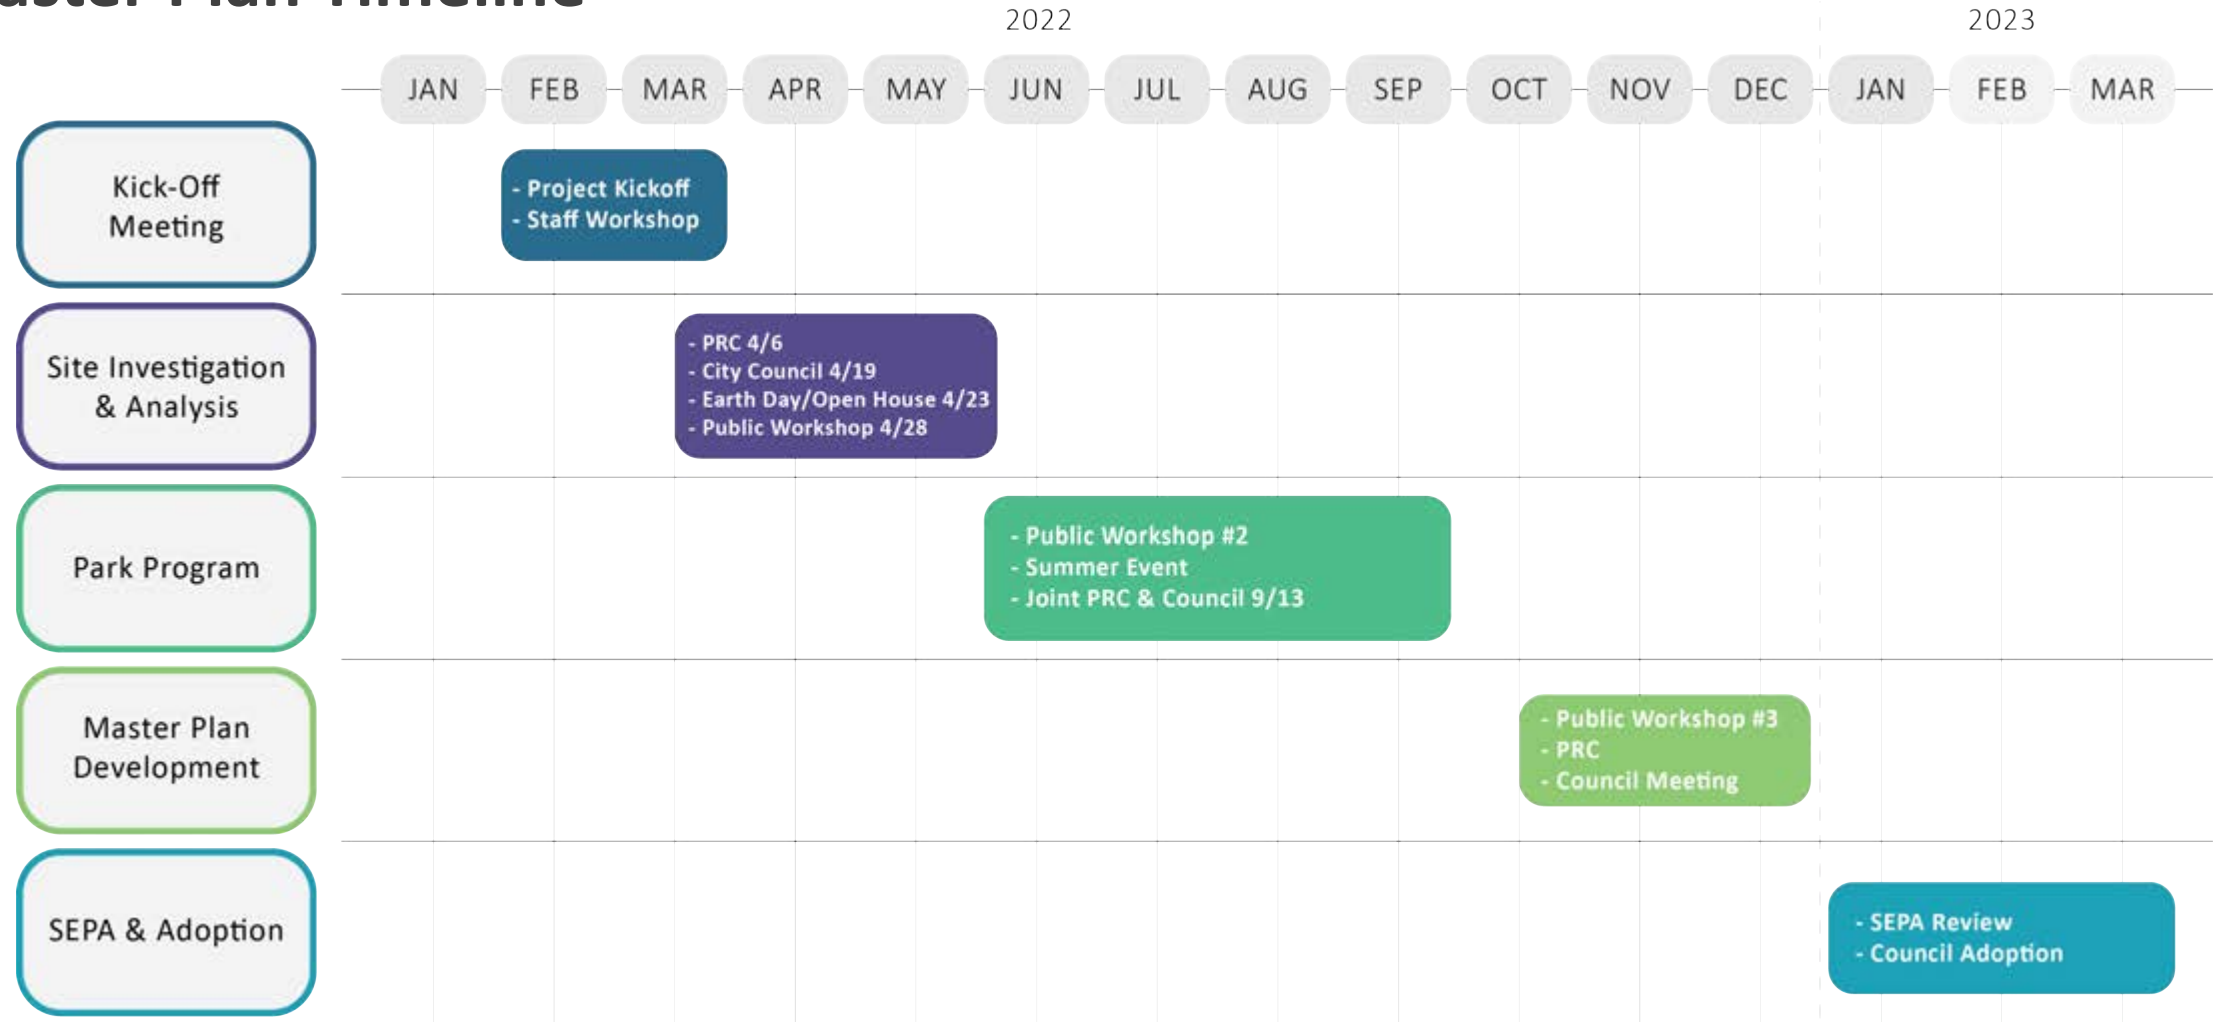 aster Plan Timeline
2022
2023
JAN
FEB
MAR
APR
MAY
JUN
JUL
AUG
SEP
OCT
NOV
DEC
JAN
FEB
MAR
Kick-Off
Meeting
- Project Kickoff
- Staff Workshop
Site Investigation
& Analysis
- PRC 4/6
- City Council 4/19
- Earth Day/Open House 4/23
- Public Workshop 4/28
Park Program
- Public Workshop #2
- Summer Event
- Joint PRC & Council 9/13
Master Plan
Development
- Public Workshop #3
- PRC
- Council Meeting
SEPA & Adoption
- SEPA Review
- Council Adoption